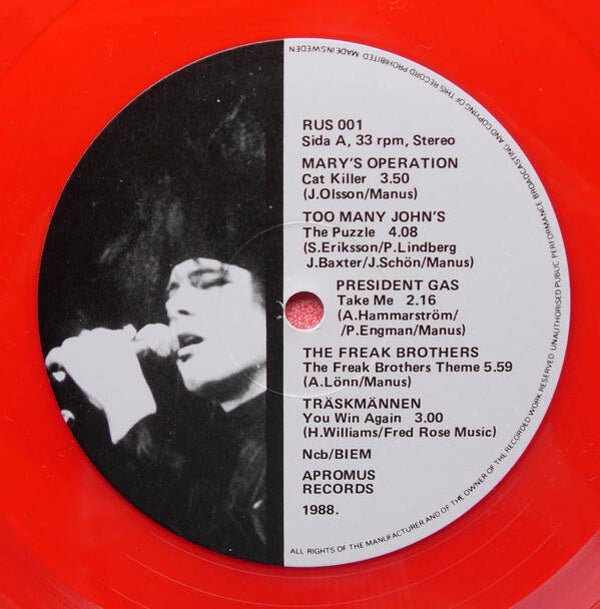 RUS 001
Sida A, 33 rpm, Stereo
MARY'S OPERATION
Cat Killer 3.50
(J.Olsson/Manus)
TOO MANY JOHN'S
The Puzzle 4.08
(S.Eriksson/P.Lindberg
J.Baxter/J.Schön/Manus)
PRESIDENT GAS
Take Me 2.16
(A.Hammarström/
/P.Engman/Manus)
THE FREAK BROTHERS
The Freak Brothers Theme 5.59
(A.Lönn/Manus)
TRÄSKMÄNNEN
You Win Again 3.00
(H.Williams/Fred Rose Music)
Ncb/BIEM
APROMUS
RECORDS
1988.
ALL RIGHTS OF THE MANUFACTURER AND OF THE OWNER OF THE RECORDED WORK RESERVED. UNAUTHORISED PUBLIC PERFORMANCE BROADCASTING AND COPYING OF THIS RECORD PROHIBITED MADE IN SWEDEN